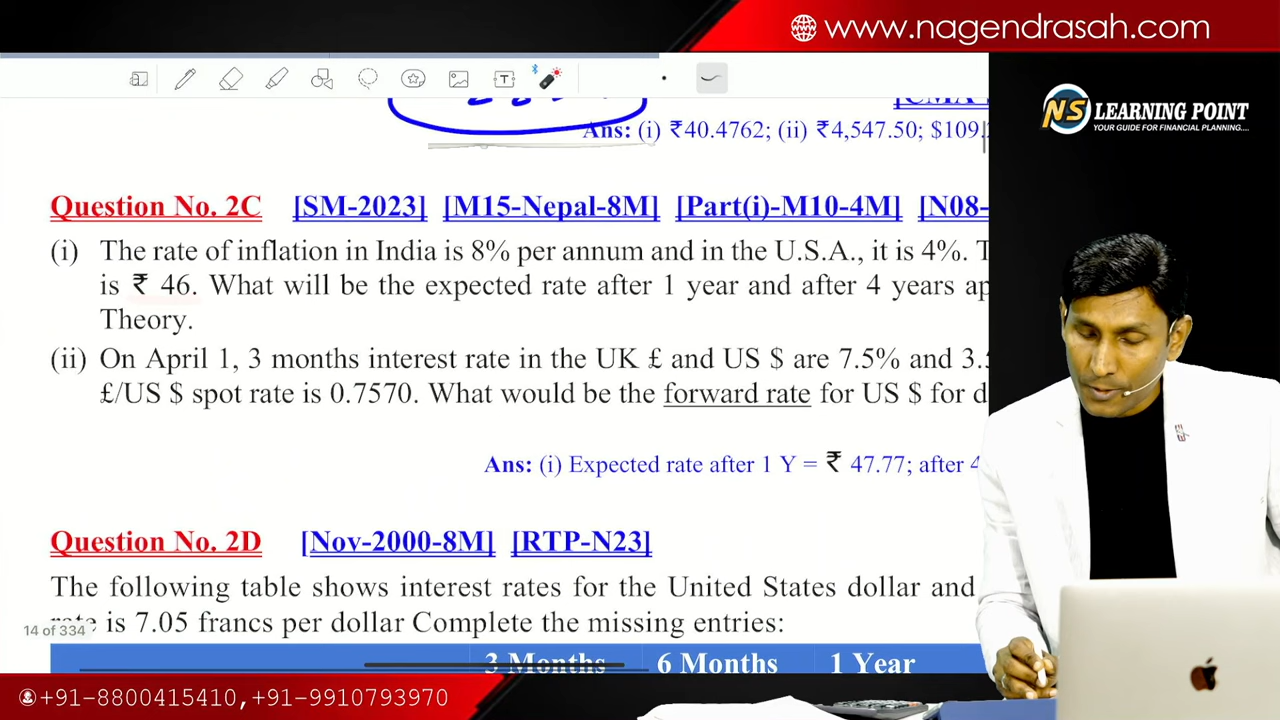 www.nagendrasah.com
NS LEARNING POINT
YOUR GUIDE FOR FINANCIAL PLANNING....
Ans: (i) ₹40.4762; (ii) ₹4,547.50; $109.
Question No. 2C [SM-2023] [M15-Nepal-8M] [Part(i)-M10-4M] [N08-
(i) The rate of inflation in India is 8% per annum and in the U.S.A., it is 4%.
is ₹ 46. What will be the expected rate after 1 year and after 4 years
Theory.
(ii) On April 1, 3 months interest rate in the UK £ and US $ are 7.5% and
£/US $ spot rate is 0.7570. What would be the forward rate for US $ for
Ans: (i) Expected rate after 1 Y = ₹ 47.77; after 4
Question No. 2D [Nov-2000-8M] [RTP-N23]
The following table shows interest rates for the United States dollar and
is 7.05 francs per dollar Complete the missing entries:
14 of 334
3 Months 6 Months 1 Year
+91-8800415410,+91-9910793970